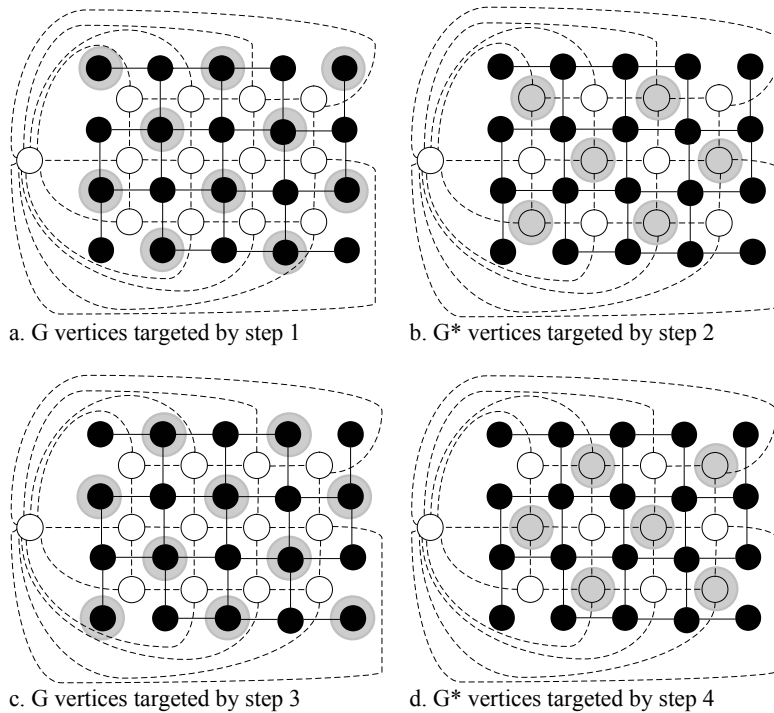 a. G vertices targeted by step 1
b. G* vertices targeted by step 2
c. G vertices targeted by step 3
d. G* vertices targeted by step 4